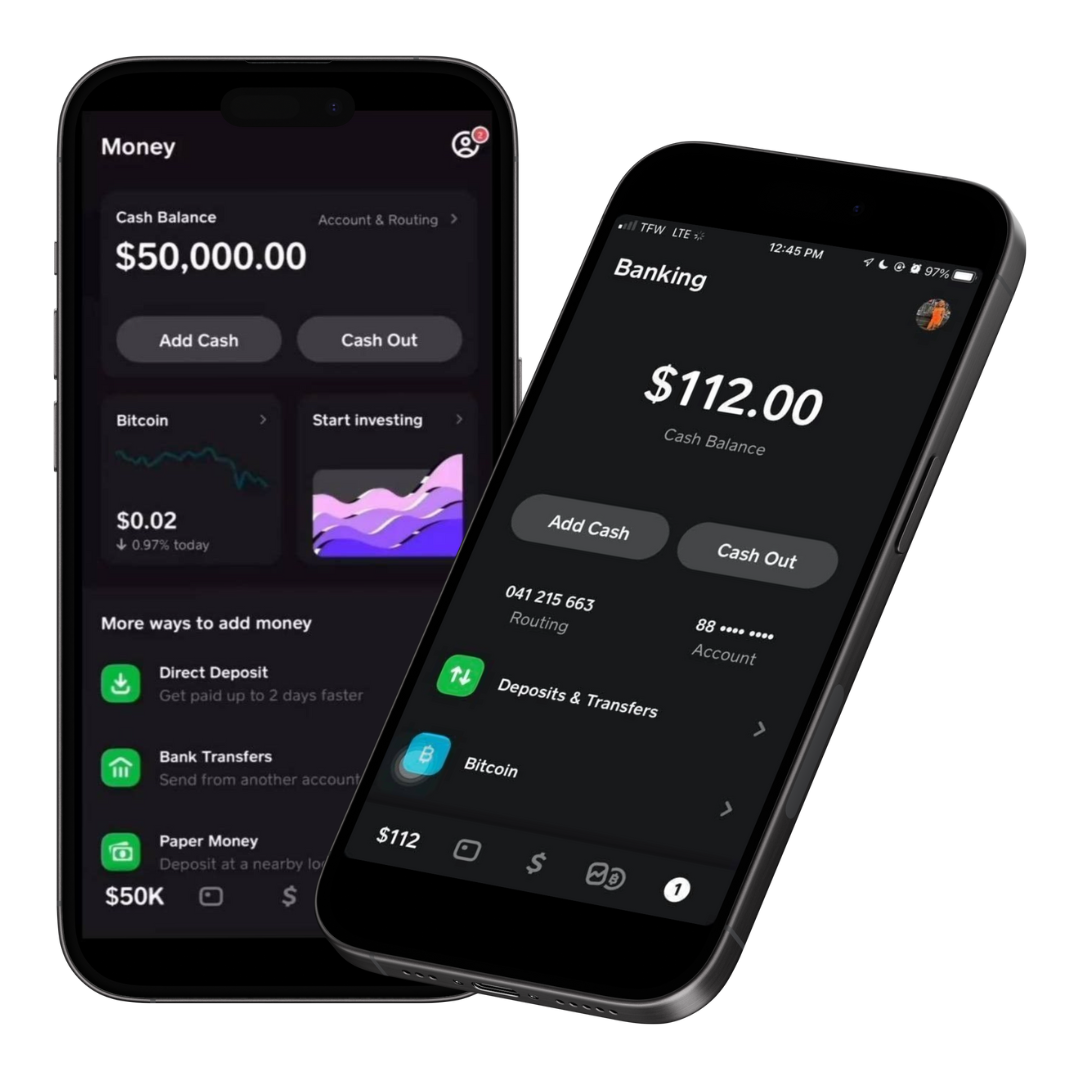 Money
2
Cash Balance
Account & Routing
$50,000.00
Add Cash
Cash Out
Bitcoin
Start investing
$0.02
0.97% today
More ways to add money
Direct Deposit
Get paid up to 2 days faster
Bank Transfers
Send from another account
Paper Money
Deposit at a nearby
$50K
$
TFW LTE
12:45 PM
97%
Banking
$112.00
Cash Balance
Add Cash
Cash Out
041 215 663
Routing
88 •••• ••••
Account
Deposits & Transfers
Bitcoin
$112
$
1